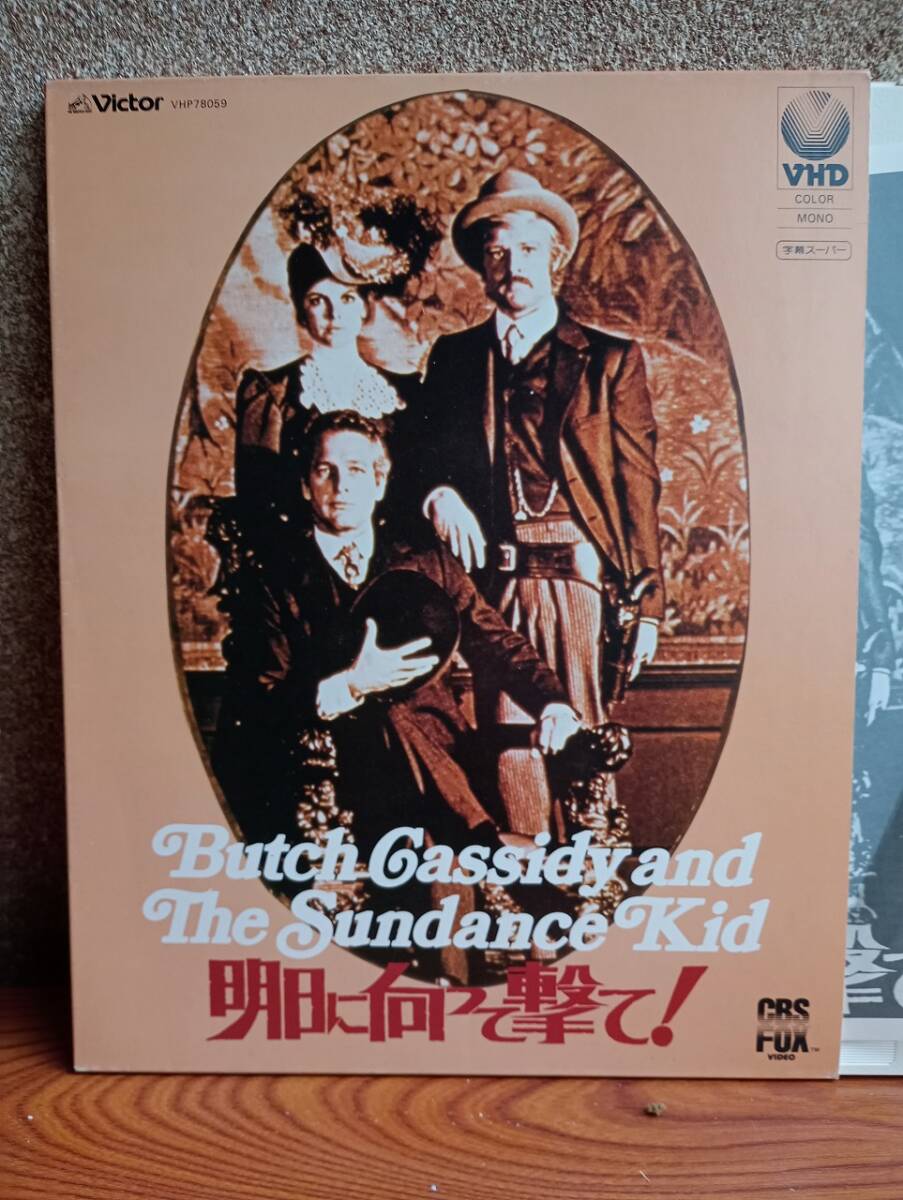 Victor VHP78059
VHD
COLOR
MONO
字幕スーパー
Butch Cassidy and
The Sundance Kid
明日に向って撃て!
CBS
FOX
VIDEO TM